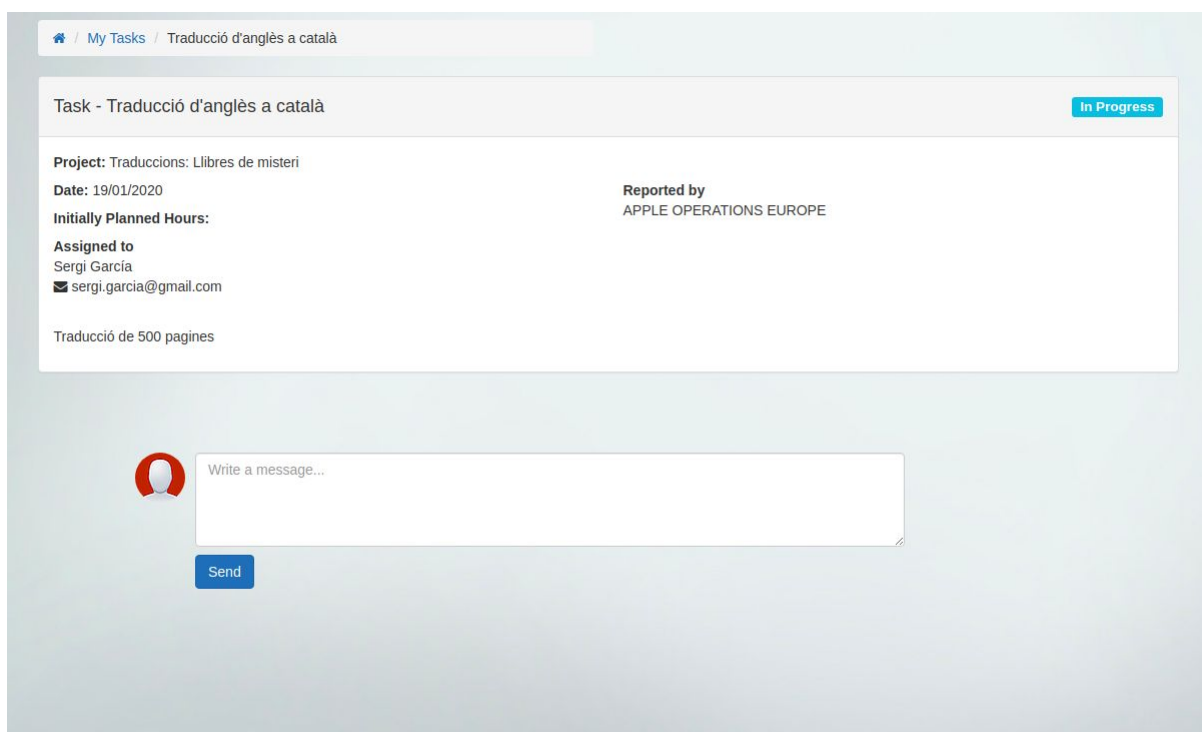 / My Tasks / Traducció d'anglès a català
Task - Traducció d'anglès a català
In Progress
Project: Traduccions: Llibres de misteri
Date: 19/01/2020
Initially Planned Hours:
Assigned to
Sergi García
sergi.garcia@gmail.com
Reported by
APPLE OPERATIONS EUROPE
Traducció de 500 pagines
Write a message...
Send